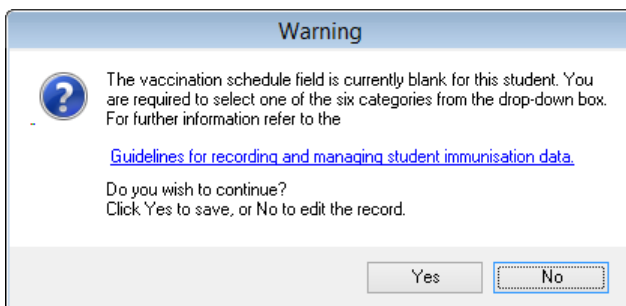 Warning
The vaccination schedule field is currently blank for this student. You
are required to select one of the six categories from the drop-down box.
For further information refer to the
Guidelines for recording and managing student immunisation data.
Do you wish to continue?
Click Yes to save, or No to edit the record.
Yes
No